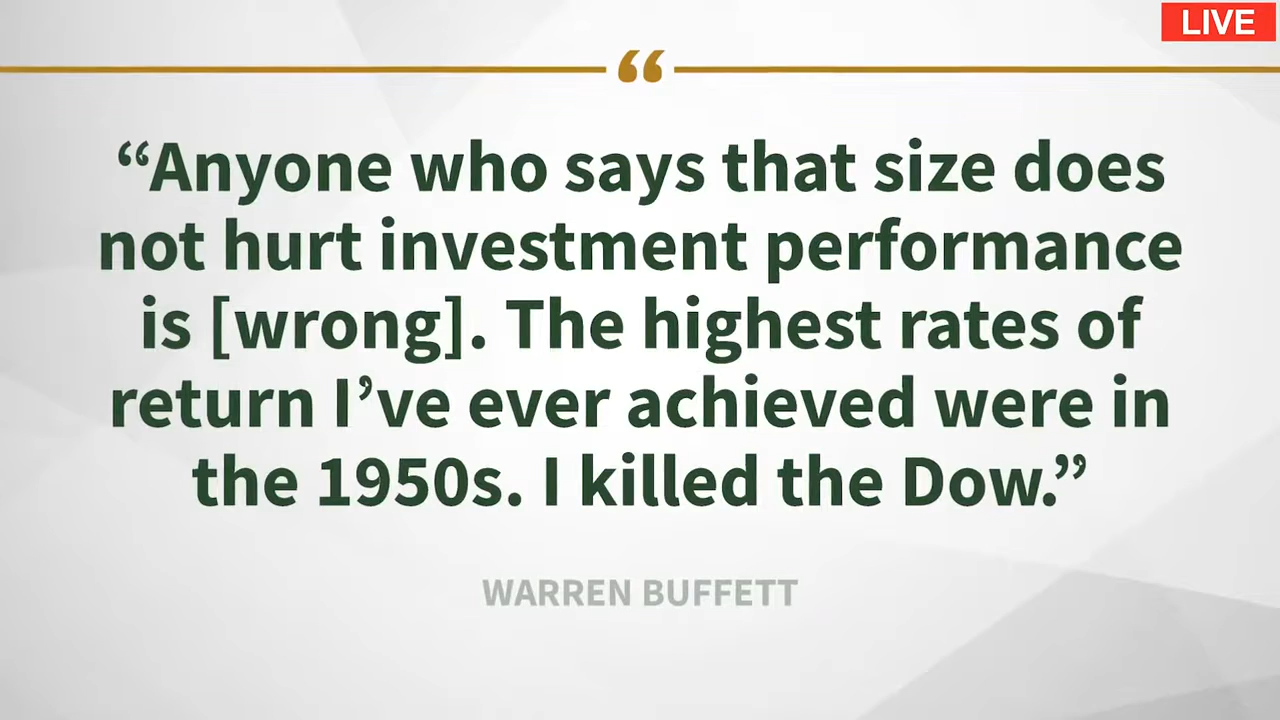 LIVE
“
“Anyone who says that size does
not hurt investment performance
is [wrong]. The highest rates of
return I’ve ever achieved were in
the 1950s. I killed the Dow.”
WARREN BUFFETT